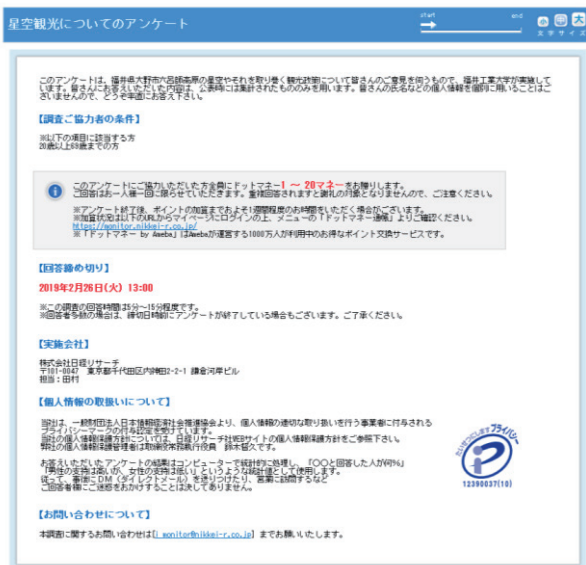 星空観光についてのアンケート
start
end
小 中 大
文字サイズ
このアンケートは、福井県大野市六呂師高原の星空やそれを取り巻く観光政策について皆さんのご意見を伺うもので、福井工業大学が実施して
います。皆さんにお答えいただいた内容は、公表時には集計されたもののみを用います。皆さんの氏名などの個人情報を個別に用いることはご
ざいませんので、どうぞ率直にお答え下さい。
【調査ご協力者の条件】
※以下の項目に該当する方
20歳以上69歳までの方
このアンケートにご協力いただいた方全員にドットマネー1 ～ 20マネーをお贈りします。
ご回答はお一人様一回に限らせていただきます。重複回答されますと謝礼の対象となりませんので、ご注意ください。
※アンケート終了後、ポイントの加算までおよそ1週間程度のお時間をいただく場合がございます。
※加算状況は以下のURLからマイページにログインの上、メニューの「ドットマネー通帳」よりご確認ください。
https://monitor.nikkei-r.co.jp/
※「ドットマネー by Ameba」はAmebaが運営する1000万人が利用中のお得なポイント交換サービスです。
【回答締め切り】
2019年2月26日(火) 13:00
※この調査の回答時間は5分～15分程度です。
※回答者多数の場合は、締切日時前にアンケートが終了している場合もございます。ご了承ください。
【実施会社】
株式会社日経リサーチ
〒101-0047 東京都千代田区内神田2-2-1 鎌倉河岸ビル
担当：田村
【個人情報の取扱いについて】
当社は、一般財団法人日本情報経済社会推進協会より、個人情報の適切な取り扱いを行う事業者に付与される
プライバシーマークの付与認定を受けています。
当社の個人情報保護方針については、日経リサーチ社WEBサイトの個人情報保護方針をご参照下さい。
弊社の個人情報保護管理者は取締役常務執行役員 鈴木督久です。
お答えいただいたアンケートの結果はコンピューターで統計的に処理し、「○○と回答した人が何%」
「男性の支持は高いが、女性の支持は低い」というような統計値として使用します。
従って、事後にDM（ダイレクトメール）を送りつけたり、営業に訪問するなど
ご回答者様にご迷惑をおかけすることは決してありません。
たいせつにします プライバシー
12390037(10)
【お問い合わせについて】
本調査に関するお問い合わせは[i_monitor@nikkei-r.co.jp] までお願いいたします。